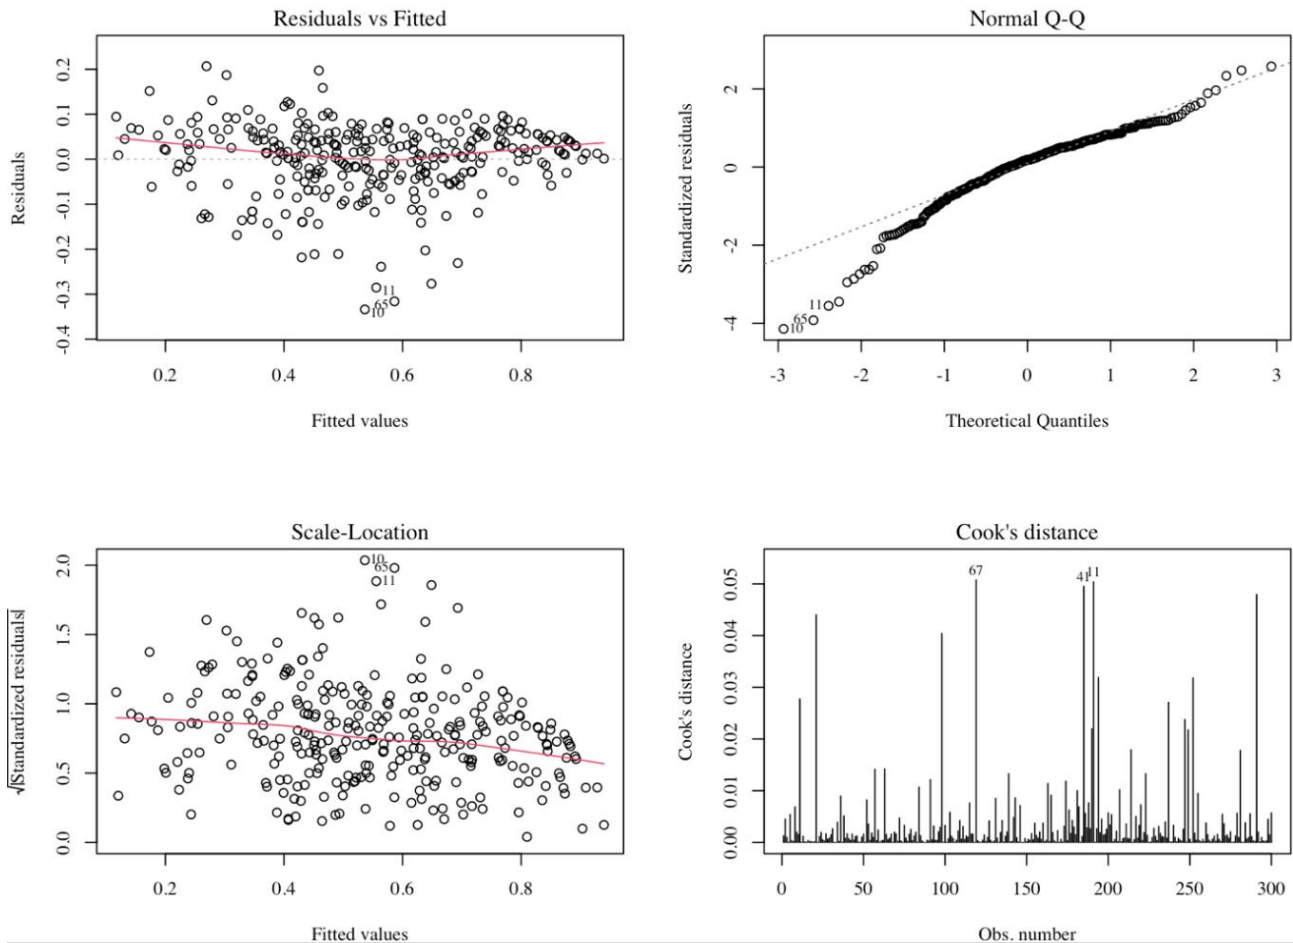 Residuals vs Fitted
Residuals
0.2
0.1
0.0
-0.1
-0.2
-0.3
-0.4
11
65
10
0.2 0.4 0.6 0.8
Fitted values
Normal Q-Q
Standardized residuals
2
0
-2
-4
11
65
10
-3 -2 -1 0 1 2 3
Theoretical Quantiles
Scale-Location
√|Standardized residuals|
2.0
1.5
1.0
0.5
0.0
10
65
11
0.2 0.4 0.6 0.8
Fitted values
Cook's distance
Cook's distance
0.05
0.04
0.03
0.02
0.01
0.00
67
41
11
0 50 100 150 200 250 300
Obs. number